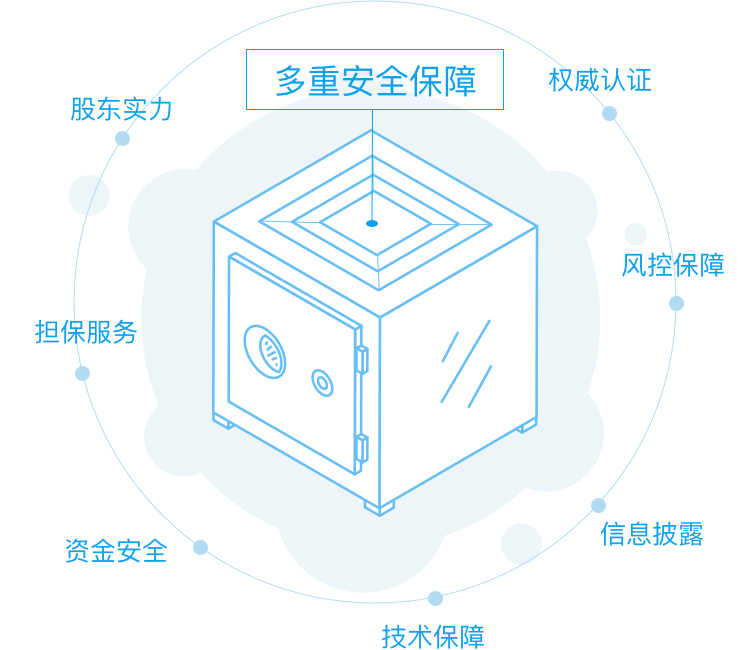 多重安全保障
权威认证
股东实力
风控保障
担保服务
信息披露
资金安全
技术保障